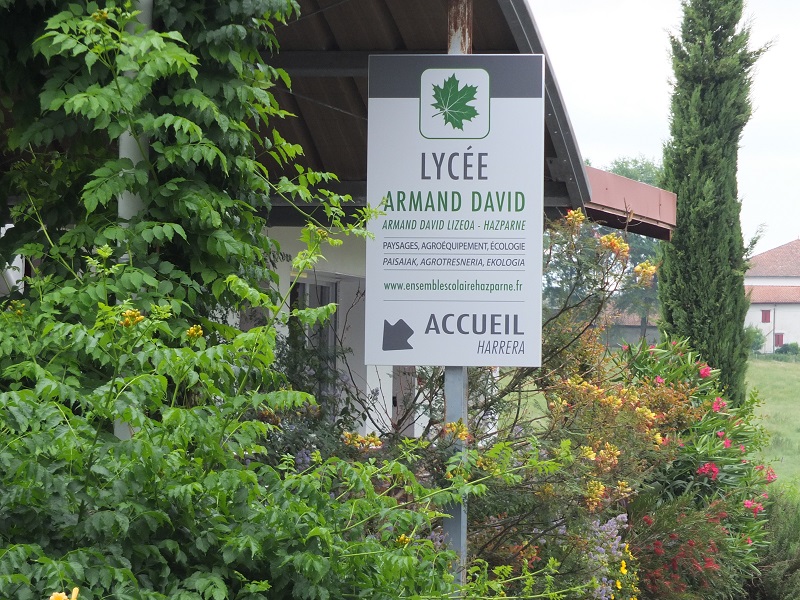 LYCÉE
ARMAND DAVID
ARMAND DAVID LIZEOA - HAZPARNE
PAYSAGES, AGROÉQUIPEMENT, ÉCOLOGIE
PAISAIAK, AGROTRESNERIA, EKOLOGIA
www.ensemblescolairehazparne.fr
ACCUEIL
HARRERA